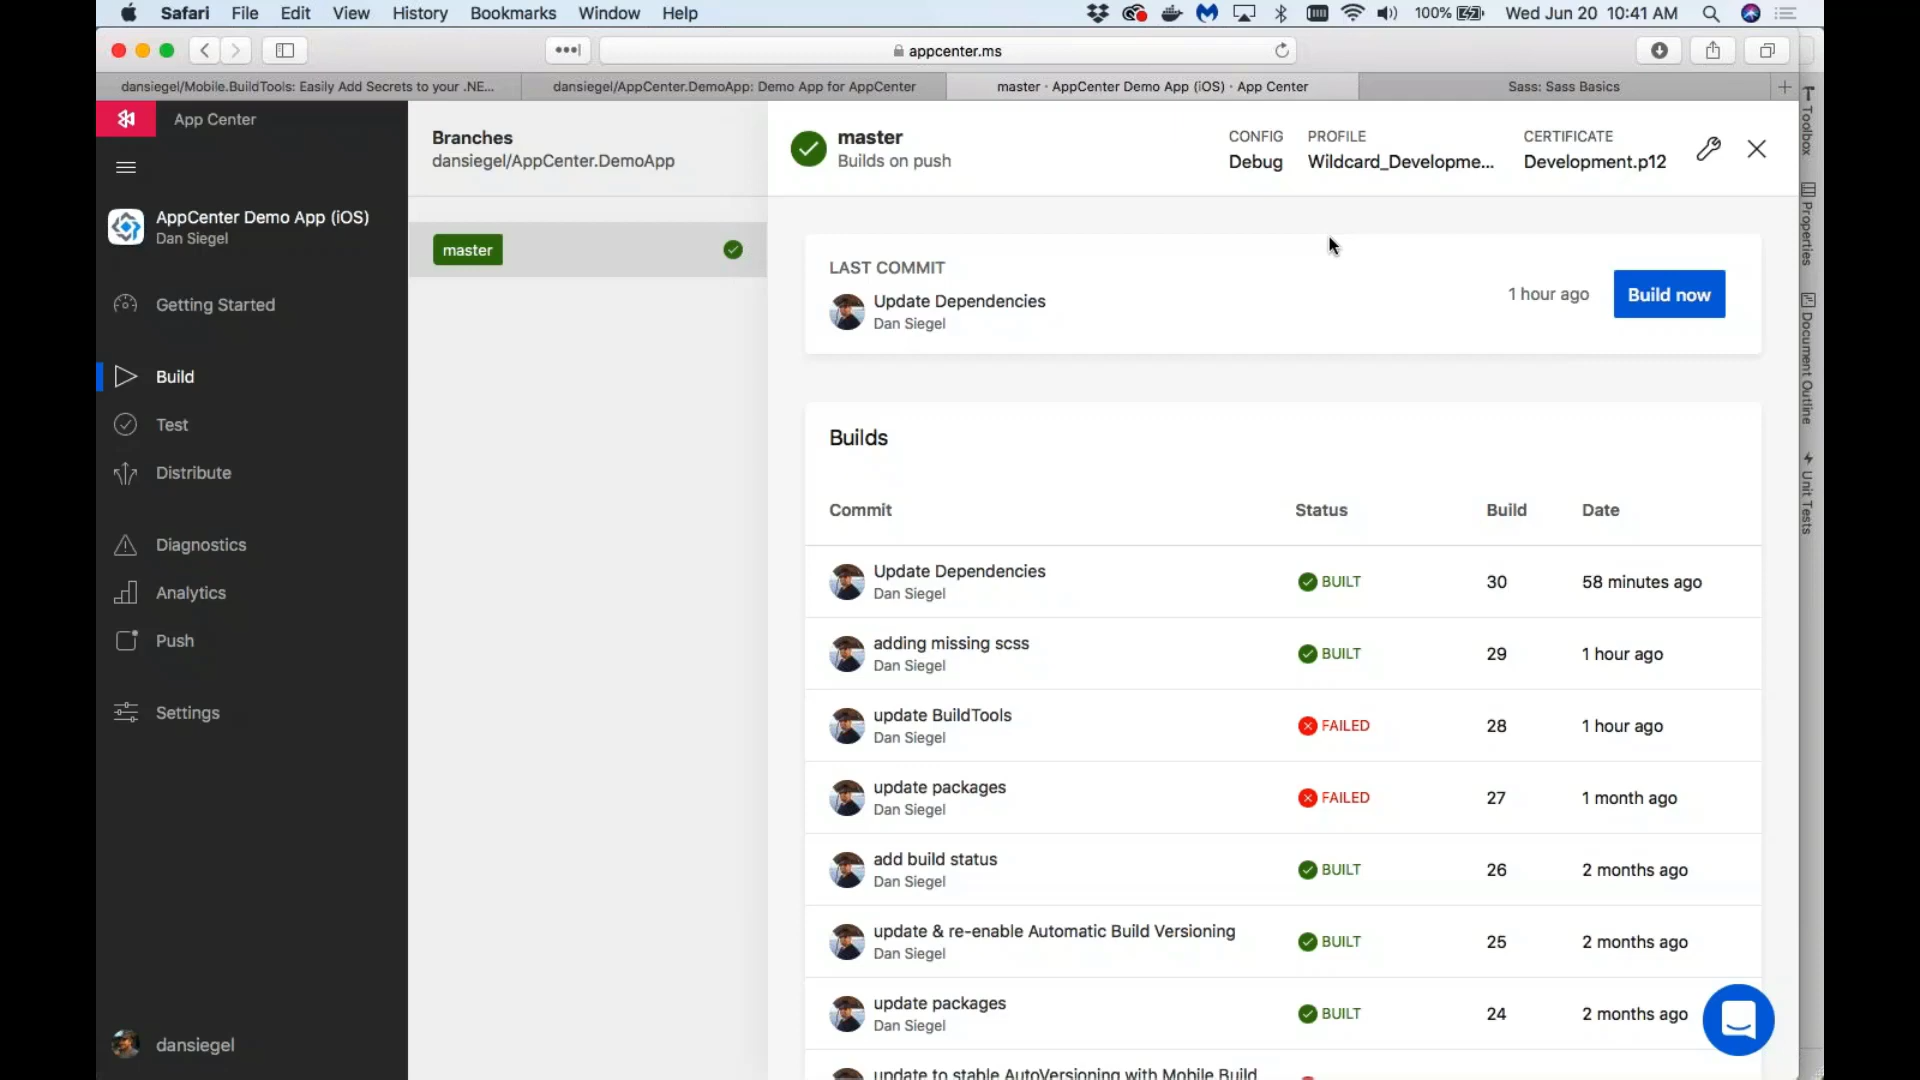 Safari File Edit View History Bookmarks Window Help 100% Wed Jun 20 10:41 AM
appcenter.ms
dansiegel/Mobile.BuildTools: Easily Add Secrets to your .NE... dansiegel/AppCenter.DemoApp: Demo App for AppCenter master · AppCenter Demo App (iOS) · App Center Sass: Sass Basics
App Center
AppCenter Demo App (iOS)
Dan Siegel
Getting Started
Build
Test
Distribute
Diagnostics
Analytics
Push
Settings
dansiegel
Branches
dansiegel/AppCenter.DemoApp
master
master
Builds on push
CONFIG
Debug
PROFILE
Wildcard_Developme...
CERTIFICATE
Development.p12
LAST COMMIT
Update Dependencies
Dan Siegel
1 hour ago
Build now
Builds
Commit Status Build Date
Update Dependencies
Dan Siegel
BUILT 30 58 minutes ago
adding missing scss
Dan Siegel
BUILT 29 1 hour ago
update BuildTools
Dan Siegel
FAILED 28 1 hour ago
update packages
Dan Siegel
FAILED 27 1 month ago
add build status
Dan Siegel
BUILT 26 2 months ago
update & re-enable Automatic Build Versioning
Dan Siegel
BUILT 25 2 months ago
update packages
Dan Siegel
BUILT 24 2 months ago
update to stable AutoVersioning with Mobile Build
Toolbox
Properties
Document Outline
Unit Tests